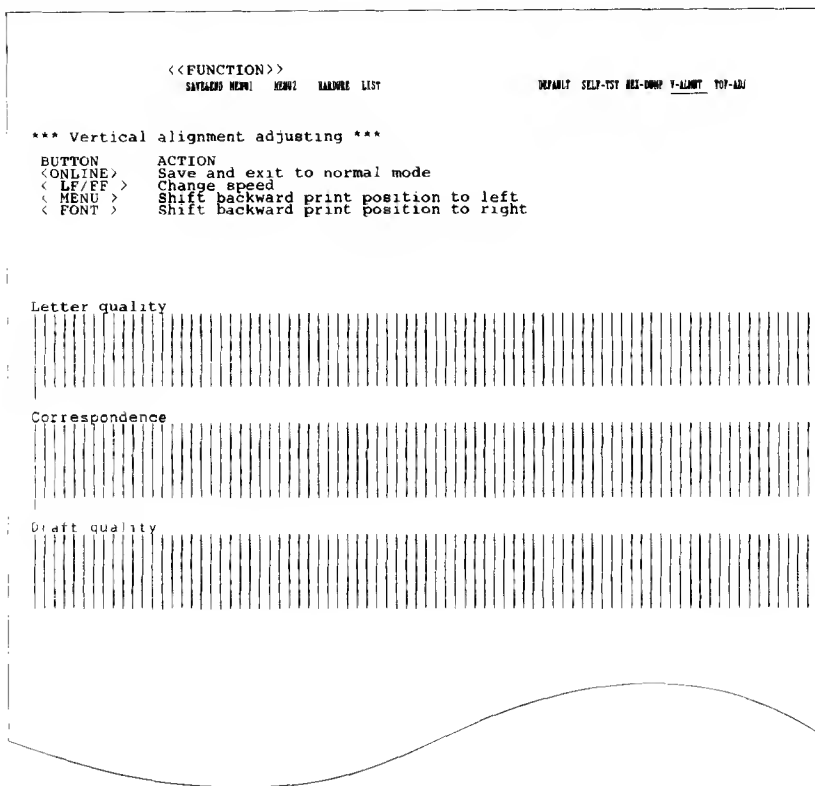 <<FUNCTION>>
SAVE&END MENU1 MENU2 HARDWRE LIST DEFAULT SELF-TST HEX-DUMP V-ALMNT TOF-ADJ
*** Vertical alignment adjusting ***
BUTTON ACTION
<ONLINE> Save and exit to normal mode
< LF/FF > Change speed
< MENU > Shift backward print position to left
< FONT > Shift backward print position to right
Letter quality
Correspondence
Draft quality